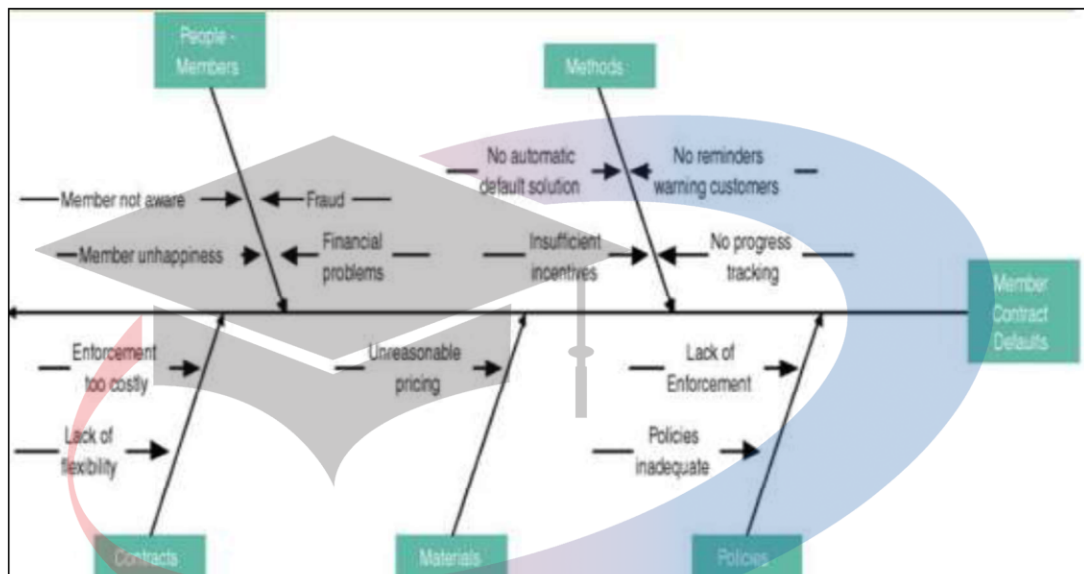 People -
Members
Methods
No automatic
default solution
No reminders
warning customers
Member not aware
Fraud
Member unhappiness
Financial
problems
Insufficient
incentives
No progress
tracking
Member
Contract
Defaults
Enforcement
too costly
Unreasonable
pricing
Lack of
Enforcement
Lack of
flexibility
Policies
inadequate
Contracts
Materials
Policies